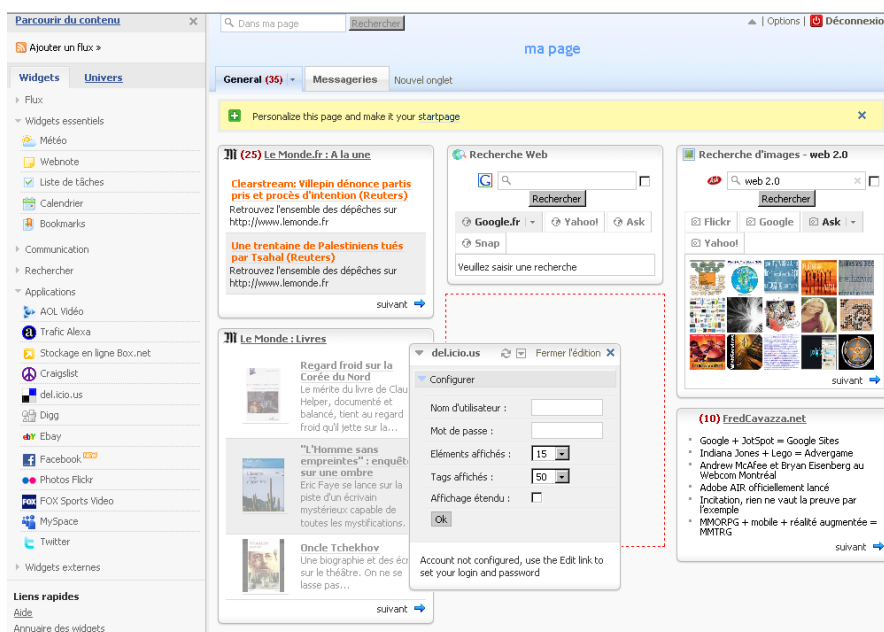 Parcourir du contenu
Ajouter un flux »
Widgets Univers
Flux
Widgets essentiels
Météo
Webnote
Liste de tâches
Calendrier
Bookmarks
Communication
Rechercher
Applications
AOL Vidéo
Trafic Alexa
Stockage en ligne Box.net
Craigslist
del.icio.us
Digg
Ebay
Facebook NEW
Photos Flickr
FOX Sports Video
MySpace
Twitter
Widgets externes
Liens rapides
Aide
Annuaire des widgets
Dans ma page Rechercher
| Options | Déconnexio
ma page
General (35) Messageries Nouvel onglet
Personalize this page and make it your startpage
(25) Le Monde.fr : A la une
Clearstream: Villepin dénonce partis
pris et procès d'intention (Reuters)
Retrouvez l'ensemble des dépêches sur
http://www.lemonde.fr
Une trentaine de Palestiniens tués
par Tsahal (Reuters)
Retrouvez l'ensemble des dépêches sur
http://www.lemonde.fr
suivant
Le Monde : Livres
Regard froid sur la
Corée du Nord
Le mérite du livre de Clau
Helper, documenté et
balancé, tient au regard
froid qu'il jette sur la...
"L'Homme sans
empreintes" : enquêt
sur une ombre
Eric Faye se lance sur la
piste d'un écrivain
mystérieux capable de
toutes les mystifications.
Oncle Tchekhov
Une biographie et des écr
sur le théâtre. On ne se
lasse pas...
suivant
Recherche Web
Rechercher
Google.fr Yahoo! Ask
Snap
Veuillez saisir une recherche
del.icio.us Fermer l'édition
Configurer
Nom d'utilisateur :
Mot de passe :
Eléments affichés : 15
Tags affichés : 50
Affichage étendu :
Ok
Account not configured, use the Edit link to
set your login and password
Recherche d'images - web 2.0
Ask web 2.0
Rechercher
Flickr Google Ask
Yahoo!
suivant
(10) FredCavazza.net
Google + JotSpot = Google Sites
Indiana Jones + Lego = Advergame
Andrew McAfee et Bryan Eisenberg au
Webcom Montréal
Adobe AIR officiellement lancé
Incitation, rien ne vaut la preuve par
l'exemple
MMORPG + mobile + réalité augmentée =
MMTRG
suivant